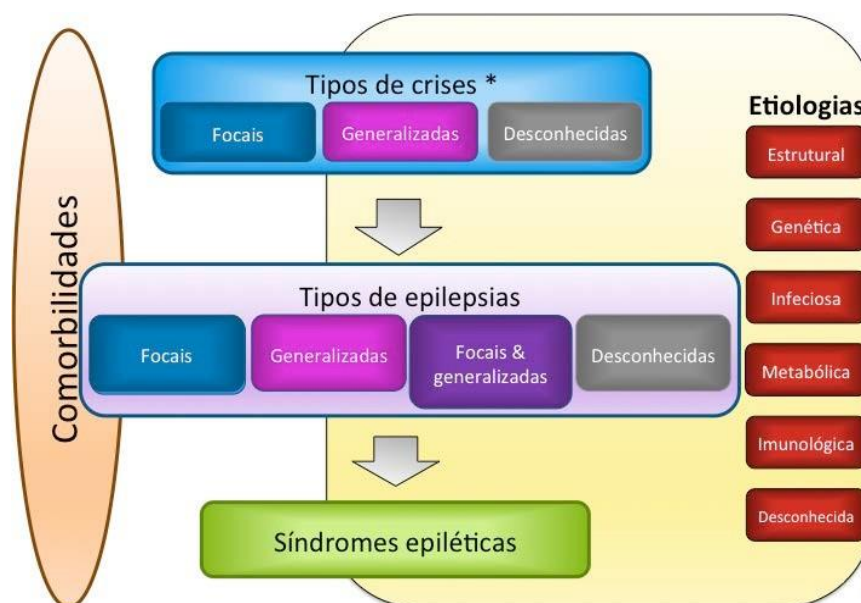 Comorbilidades
Tipos de crises *
Focais
Generalizadas
Desconhecidas
Tipos de epilepsias
Focais
Generalizadas
Focais &
generalizadas
Desconhecidas
Síndromes epiléticas
Etiologias
Estrutural
Genética
Infeciosa
Metabólica
Imunológica
Desconhecida